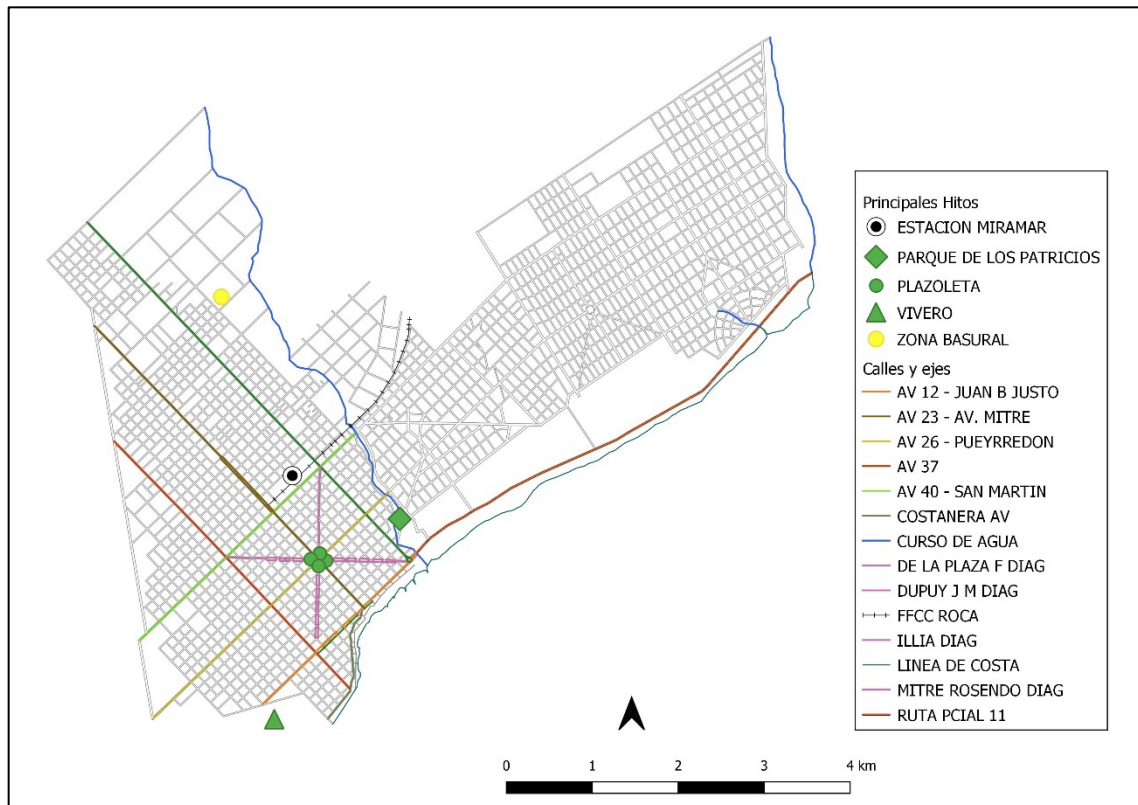 Principales Hitos
ESTACION MIRAMAR
PARQUE DE LOS PATRICIOS
PLAZOLETA
VIVERO
ZONA BASURAL
Calles y ejes
AV 12 - JUAN B JUSTO
AV 23 - AV. MITRE
AV 26 - PUEYRREDON
AV 37
AV 40 - SAN MARTIN
COSTANERA AV
CURSO DE AGUA
DE LA PLAZA F DIAG
DUPUY J M DIAG
FFCC ROCA
ILLIA DIAG
LINEA DE COSTA
MITRE ROSENDO DIAG
RUTA PCIAL 11
0 1 2 3 4 km